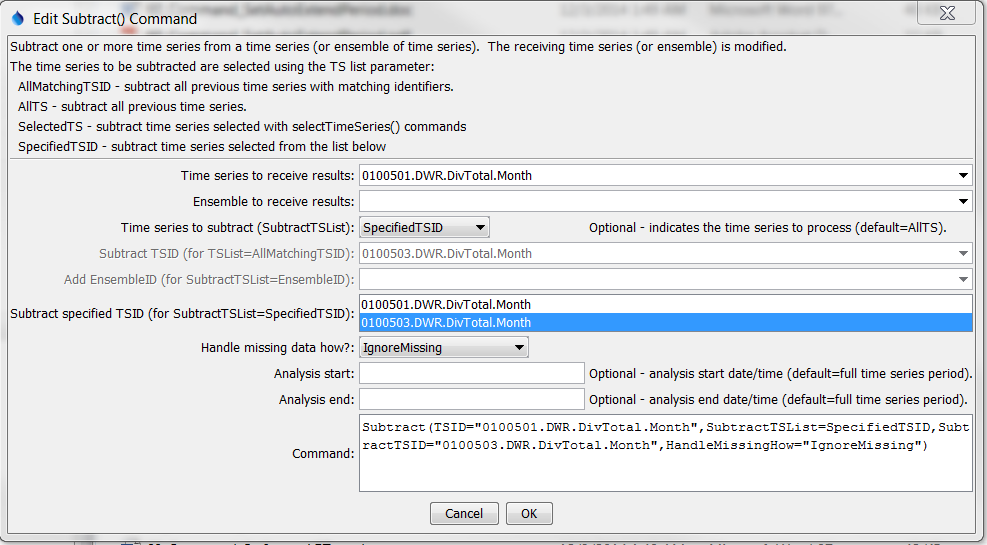 Edit Subtract() Command
Subtract one or more time series from a time series (or ensemble of time series).  The receiving time series (or ensemble) is modified.
The time series to be subtracted are selected using the TS list parameter:
AllMatchingTSID - subtract all previous time series with matching identifiers.
AllTS - subtract all previous time series.
SelectedTS - subtract time series selected with selectTimeSeries() commands
SpecifiedTSID - subtract time series selected from the list below
Time series to receive results: 0100501.DWR.DivTotal.Month
Ensemble to receive results:
Time series to subtract (SubtractTSList): SpecifiedTSID Optional - indicates the time series to process (default=AllTS).
Subtract TSID (for TSList=AllMatchingTSID): 0100503.DWR.DivTotal.Month
Add EnsembleID (for SubtractTSList=EnsembleID):
0100501.DWR.DivTotal.Month
Subtract specified TSID (for SubtractTSList=SpecifiedTSID):
0100503.DWR.DivTotal.Month
Handle missing data how?: IgnoreMissing
Analysis start: Optional - analysis start date/time (default=full time series period).
Analysis end: Optional - analysis end date/time (default=full time series period).
Command:
Subtract(TSID="0100501.DWR.DivTotal.Month",SubtractTSList=SpecifiedTSID,Subt
ractTSID="0100503.DWR.DivTotal.Month",HandleMissingHow="IgnoreMissing")
Cancel OK